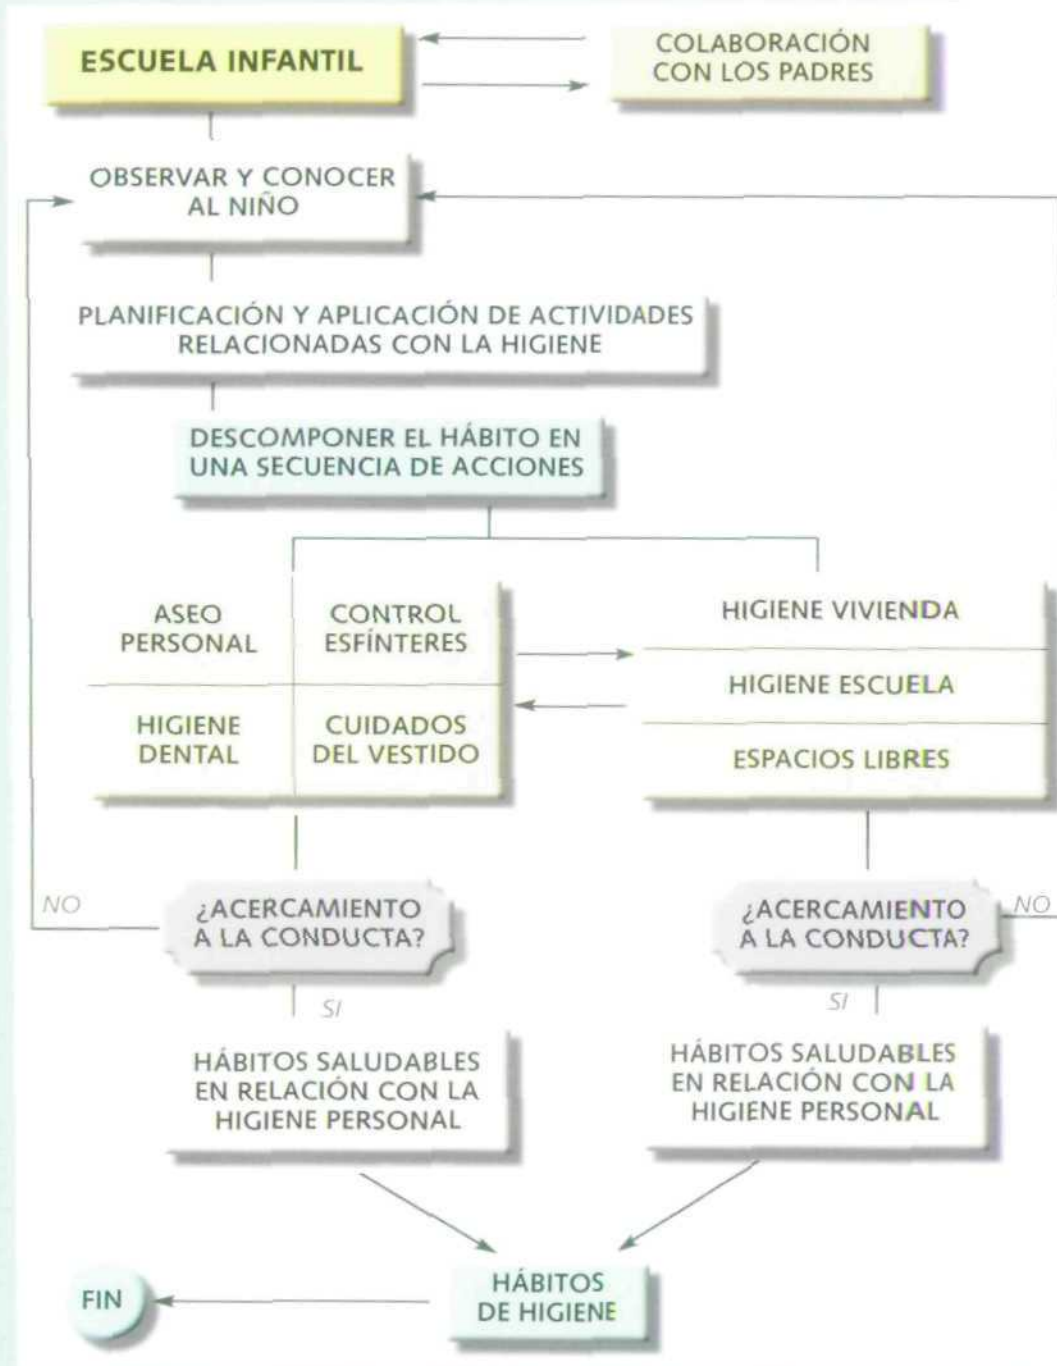 ESCUELA INFANTIL
COLABORACIÓN
CON LOS PADRES
OBSERVAR Y CONOCER
AL NIÑO
PLANIFICACIÓN Y APLICACIÓN DE ACTIVIDADES
RELACIONADAS CON LA HIGIENE
DESCOMPONER EL HÁBITO EN
UNA SECUENCIA DE ACCIONES
ASEO
PERSONAL
CONTROL
ESFÍNTERES
HIGIENE
DENTAL
CUIDADOS
DEL VESTIDO
HIGIENE VIVIENDA
HIGIENE ESCUELA
ESPACIOS LIBRES
NO
¿ACERCAMIENTO
A LA CONDUCTA?
¿ACERCAMIENTO
A LA CONDUCTA?
NO
SI
SI
HÁBITOS SALUDABLES
EN RELACIÓN CON LA
HIGIENE PERSONAL
HÁBITOS SALUDABLES
EN RELACIÓN CON LA
HIGIENE PERSONAL
FIN
HÁBITOS
DE HIGIENE